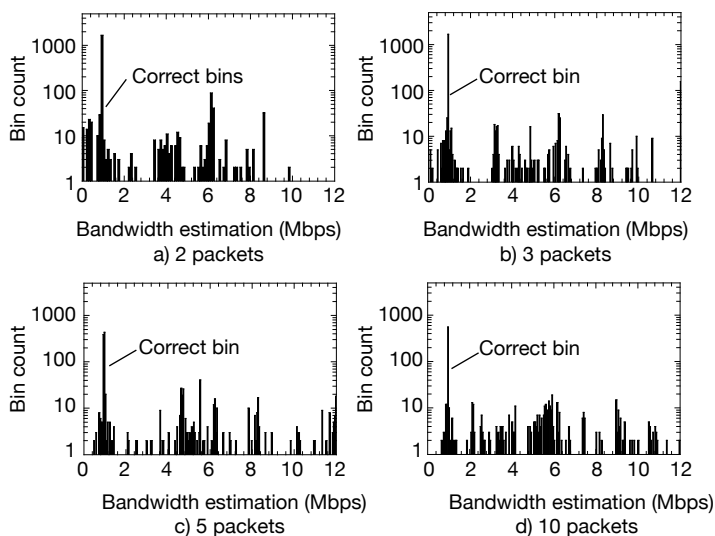 1000
100
10
1
Bin count
Correct bins
0 2 4 6 8 10 12
Bandwidth estimation (Mbps)
a) 2 packets
1000
100
10
1
Bin count
Correct bin
0 2 4 6 8 10 12
Bandwidth estimation (Mbps)
b) 3 packets
1000
100
10
1
Bin count
Correct bin
0 2 4 6 8 10 12
Bandwidth estimation (Mbps)
c) 5 packets
1000
100
10
1
Bin count
Correct bin
0 2 4 6 8 10 12
Bandwidth estimation (Mbps)
d) 10 packets